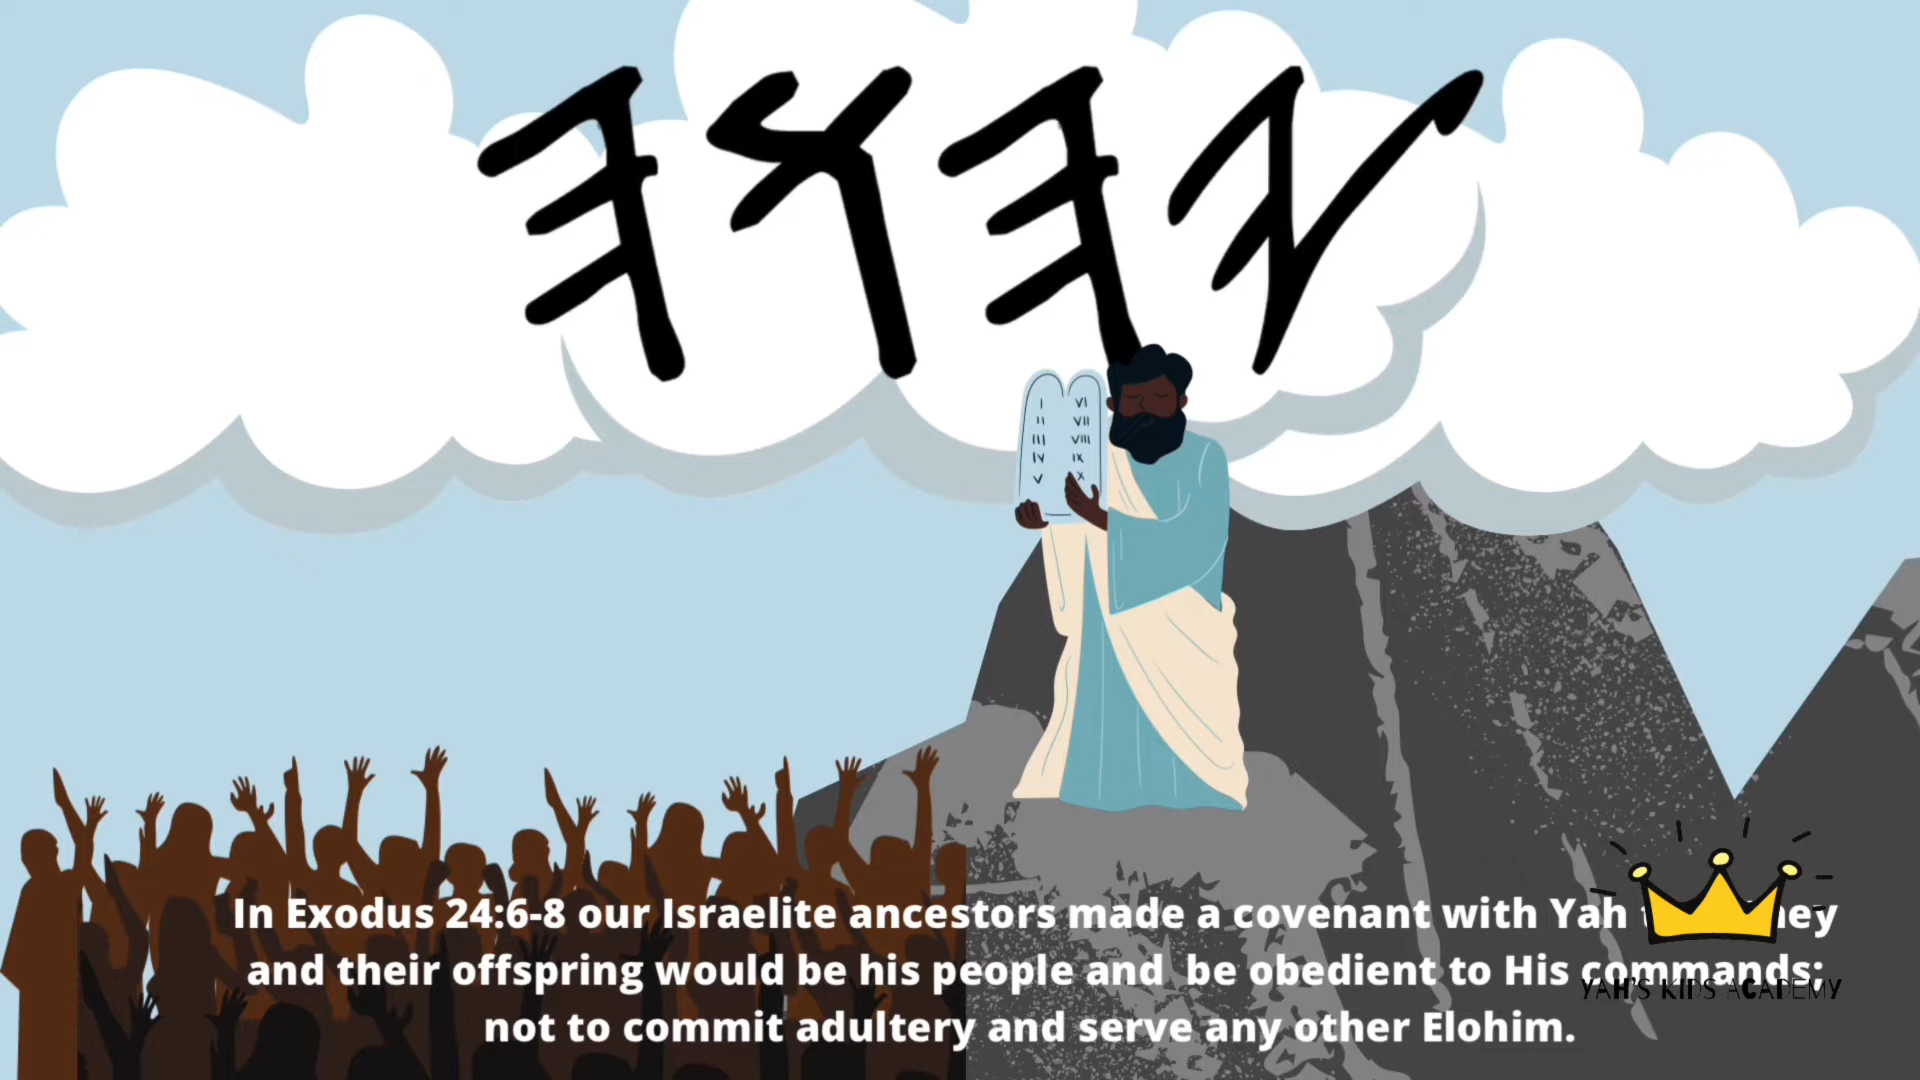 𐤉𐤄𐤅𐤄
I VI
II VII
III VIII
IV IX
V X
In Exodus 24:6-8 our Israelite ancestors made a covenant with Yah
and their offspring would be his people and be obedient to His commands;
not to commit adultery and serve any other Elohim.
YAH'S KIDS ACADEMY